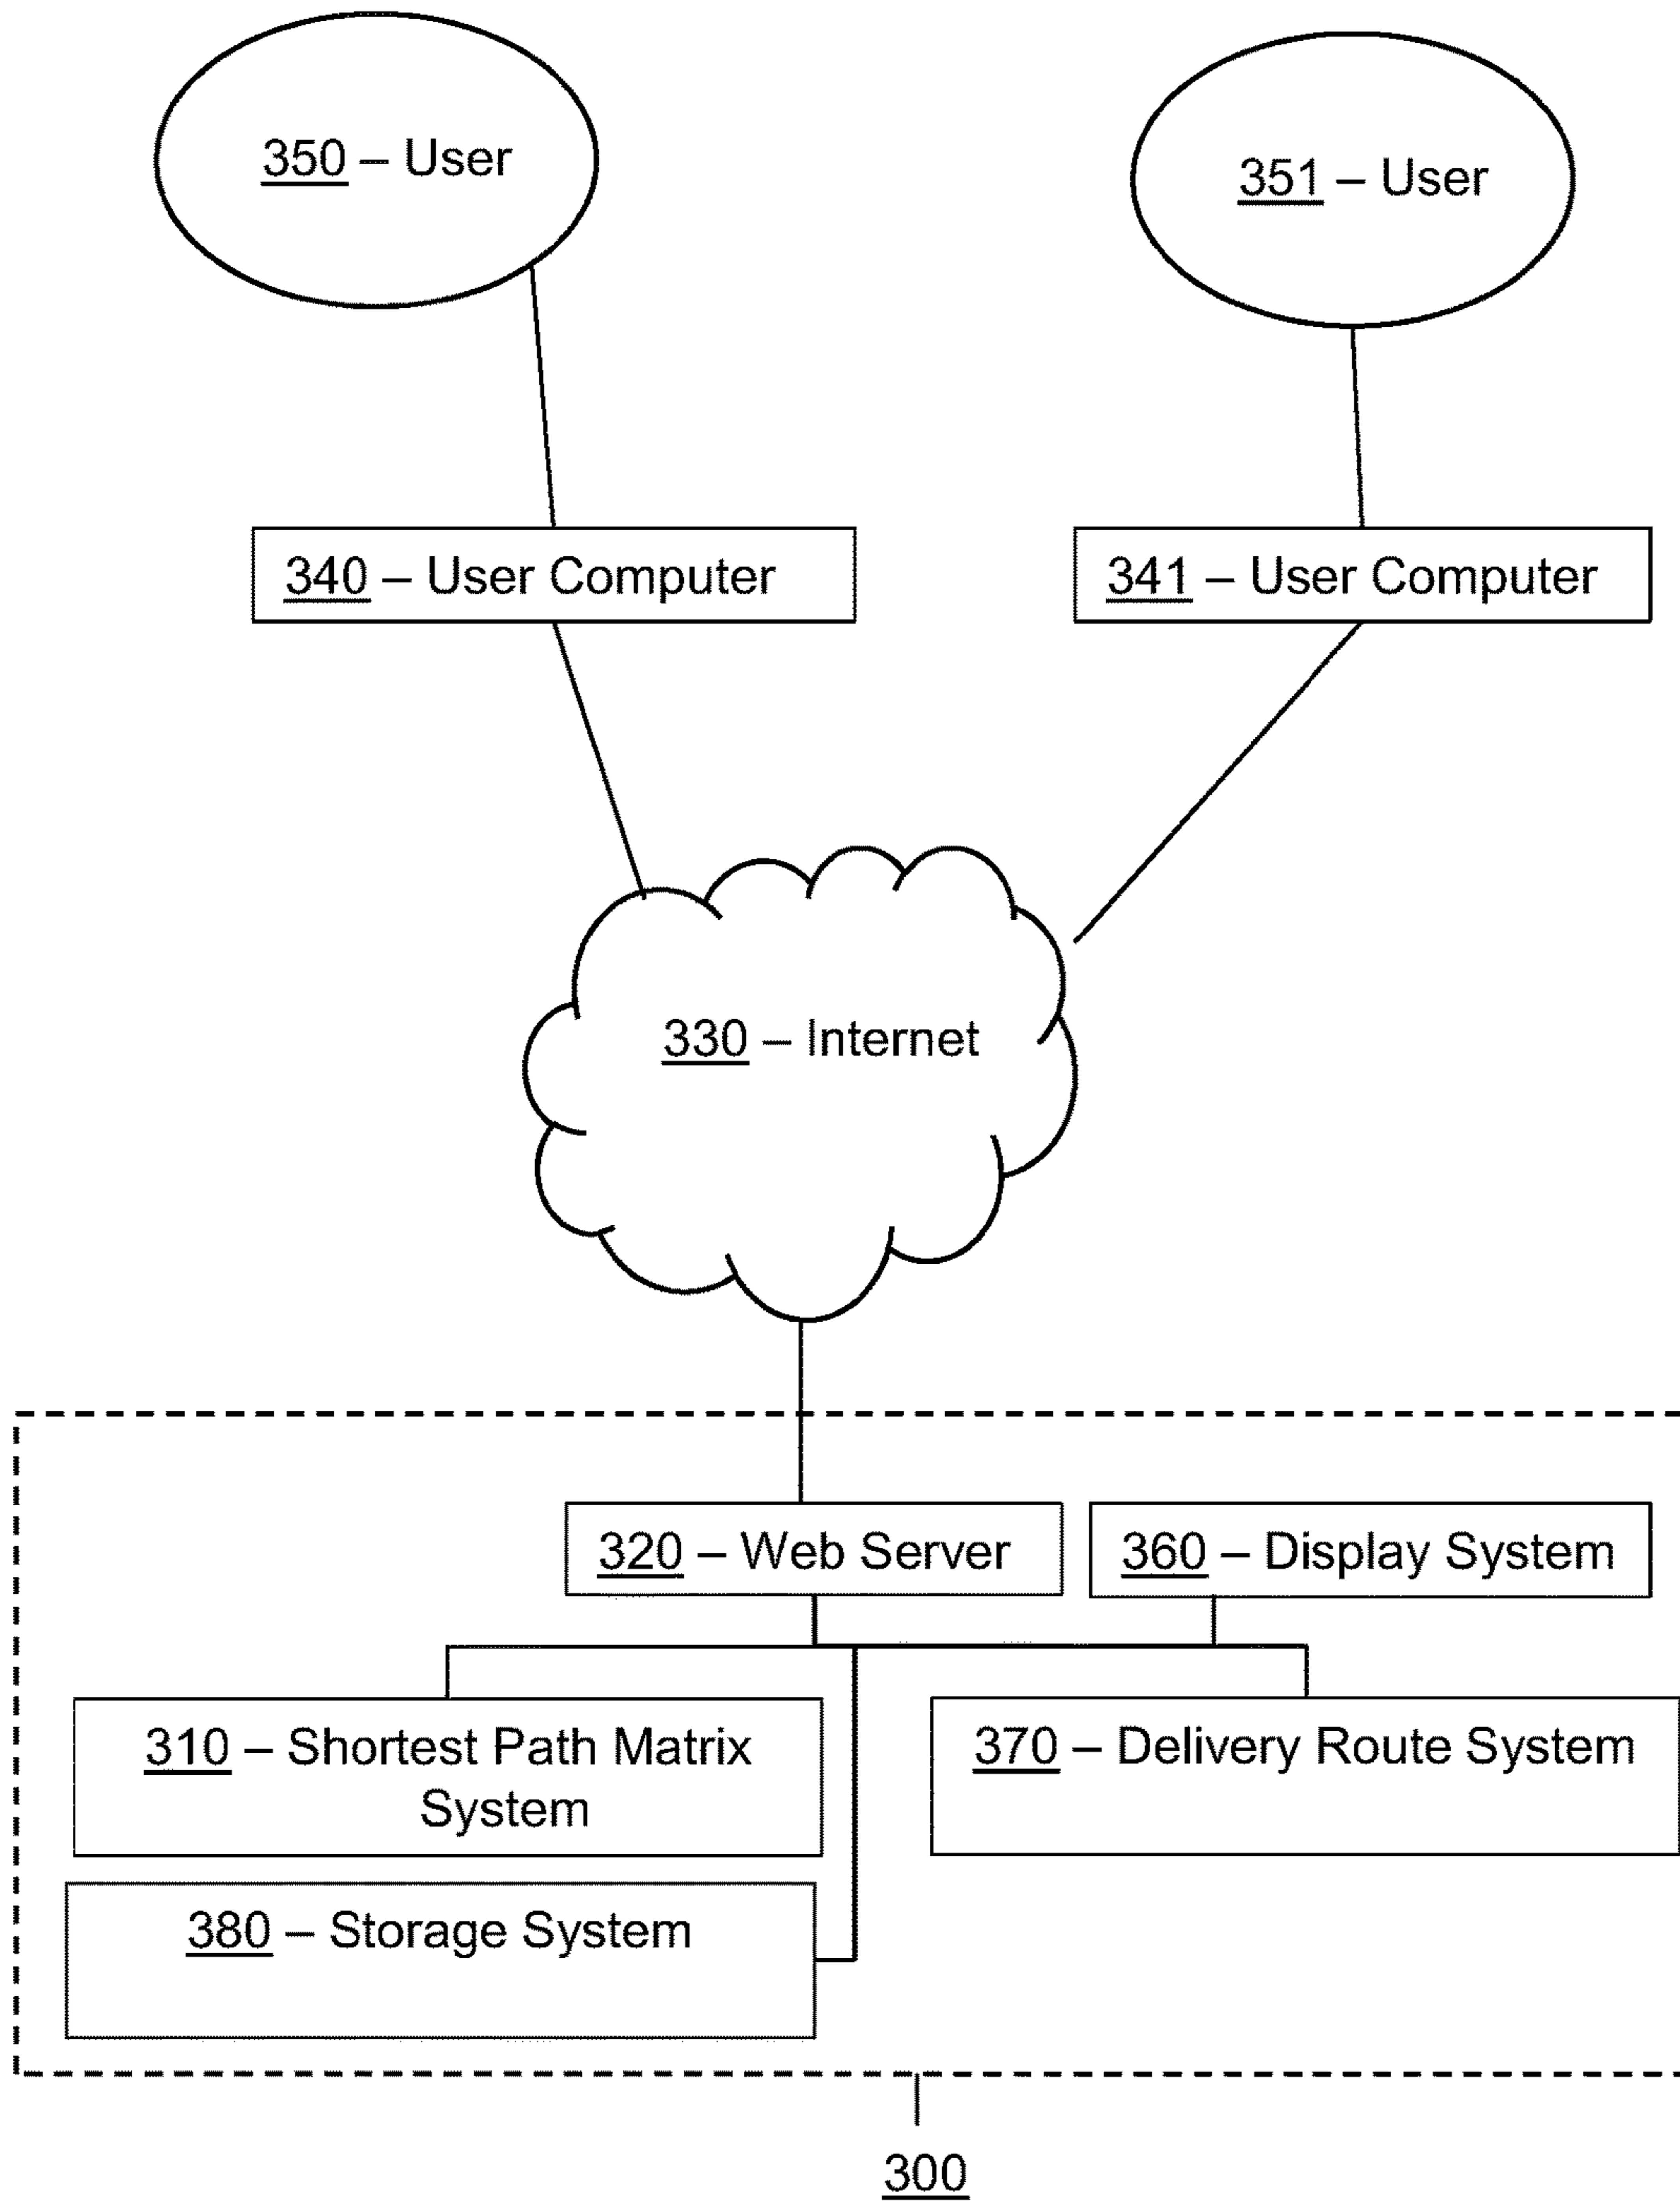 350 – User
351 – User
340 – User Computer
341 – User Computer
330 – Internet
320 – Web Server
360 – Display System
310 – Shortest Path Matrix
System
370 – Delivery Route System
380 – Storage System
300